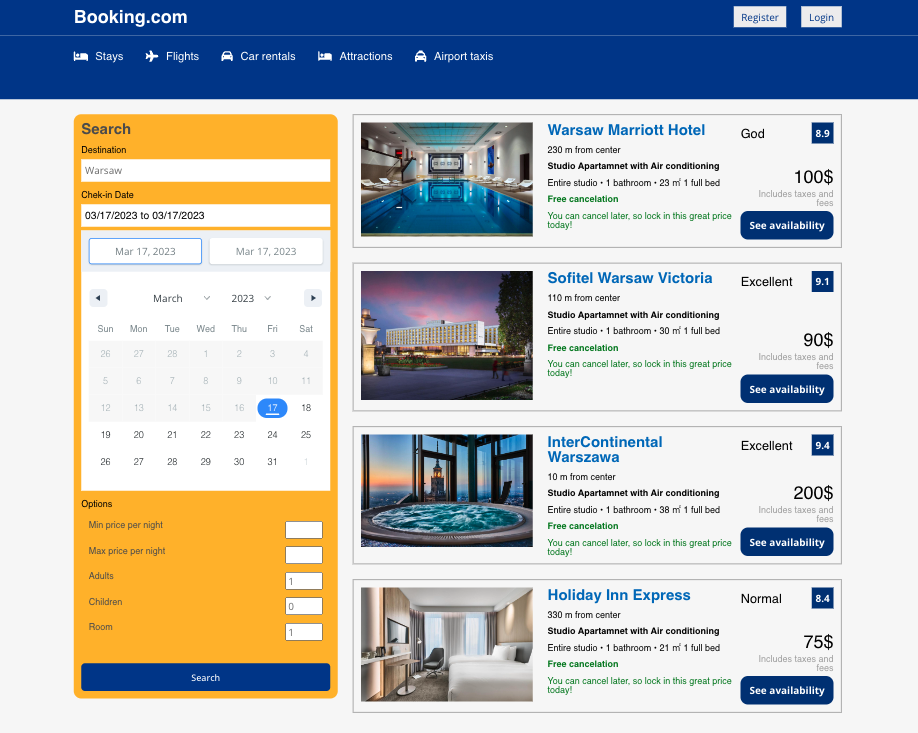 Booking.com
Register
Login
Stays
Flights
Car rentals
Attractions
Airport taxis
Search
Destination
Warsaw
Chek-in Date
03/17/2023 to 03/17/2023
Mar 17, 2023
Mar 17, 2023
March
2023
Sun Mon Tue Wed Thu Fri Sat
26 27 28 1 2 3 4
5 6 7 8 9 10 11
12 13 14 15 16 17 18
19 20 21 22 23 24 25
26 27 28 29 30 31 1
Options
Min price per night
Max price per night
Adults 1
Children 0
Room 1
Search
Warsaw Marriott Hotel
230 m from center
Studio Apartamnet with Air conditioning
Entire studio • 1 bathroom • 23 m² 1 full bed
Free cancelation
You can cancel later, so lock in this great price
today!
God 8.9
100$
Includes taxes and
fees
See availability
Sofitel Warsaw Victoria
110 m from center
Studio Apartamnet with Air conditioning
Entire studio • 1 bathroom • 30 m² 1 full bed
Free cancelation
You can cancel later, so lock in this great price
today!
Excellent 9.1
90$
Includes taxes and
fees
See availability
InterContinental
Warszawa
10 m from center
Studio Apartamnet with Air conditioning
Entire studio • 1 bathroom • 38 m² 1 full bed
Free cancelation
You can cancel later, so lock in this great price
today!
Excellent 9.4
200$
Includes taxes and
fees
See availability
Holiday Inn Express
330 m from center
Studio Apartamnet with Air conditioning
Entire studio • 1 bathroom • 21 m² 1 full bed
Free cancelation
You can cancel later, so lock in this great price
today!
Normal 8.4
75$
Includes taxes and
fees
See availability